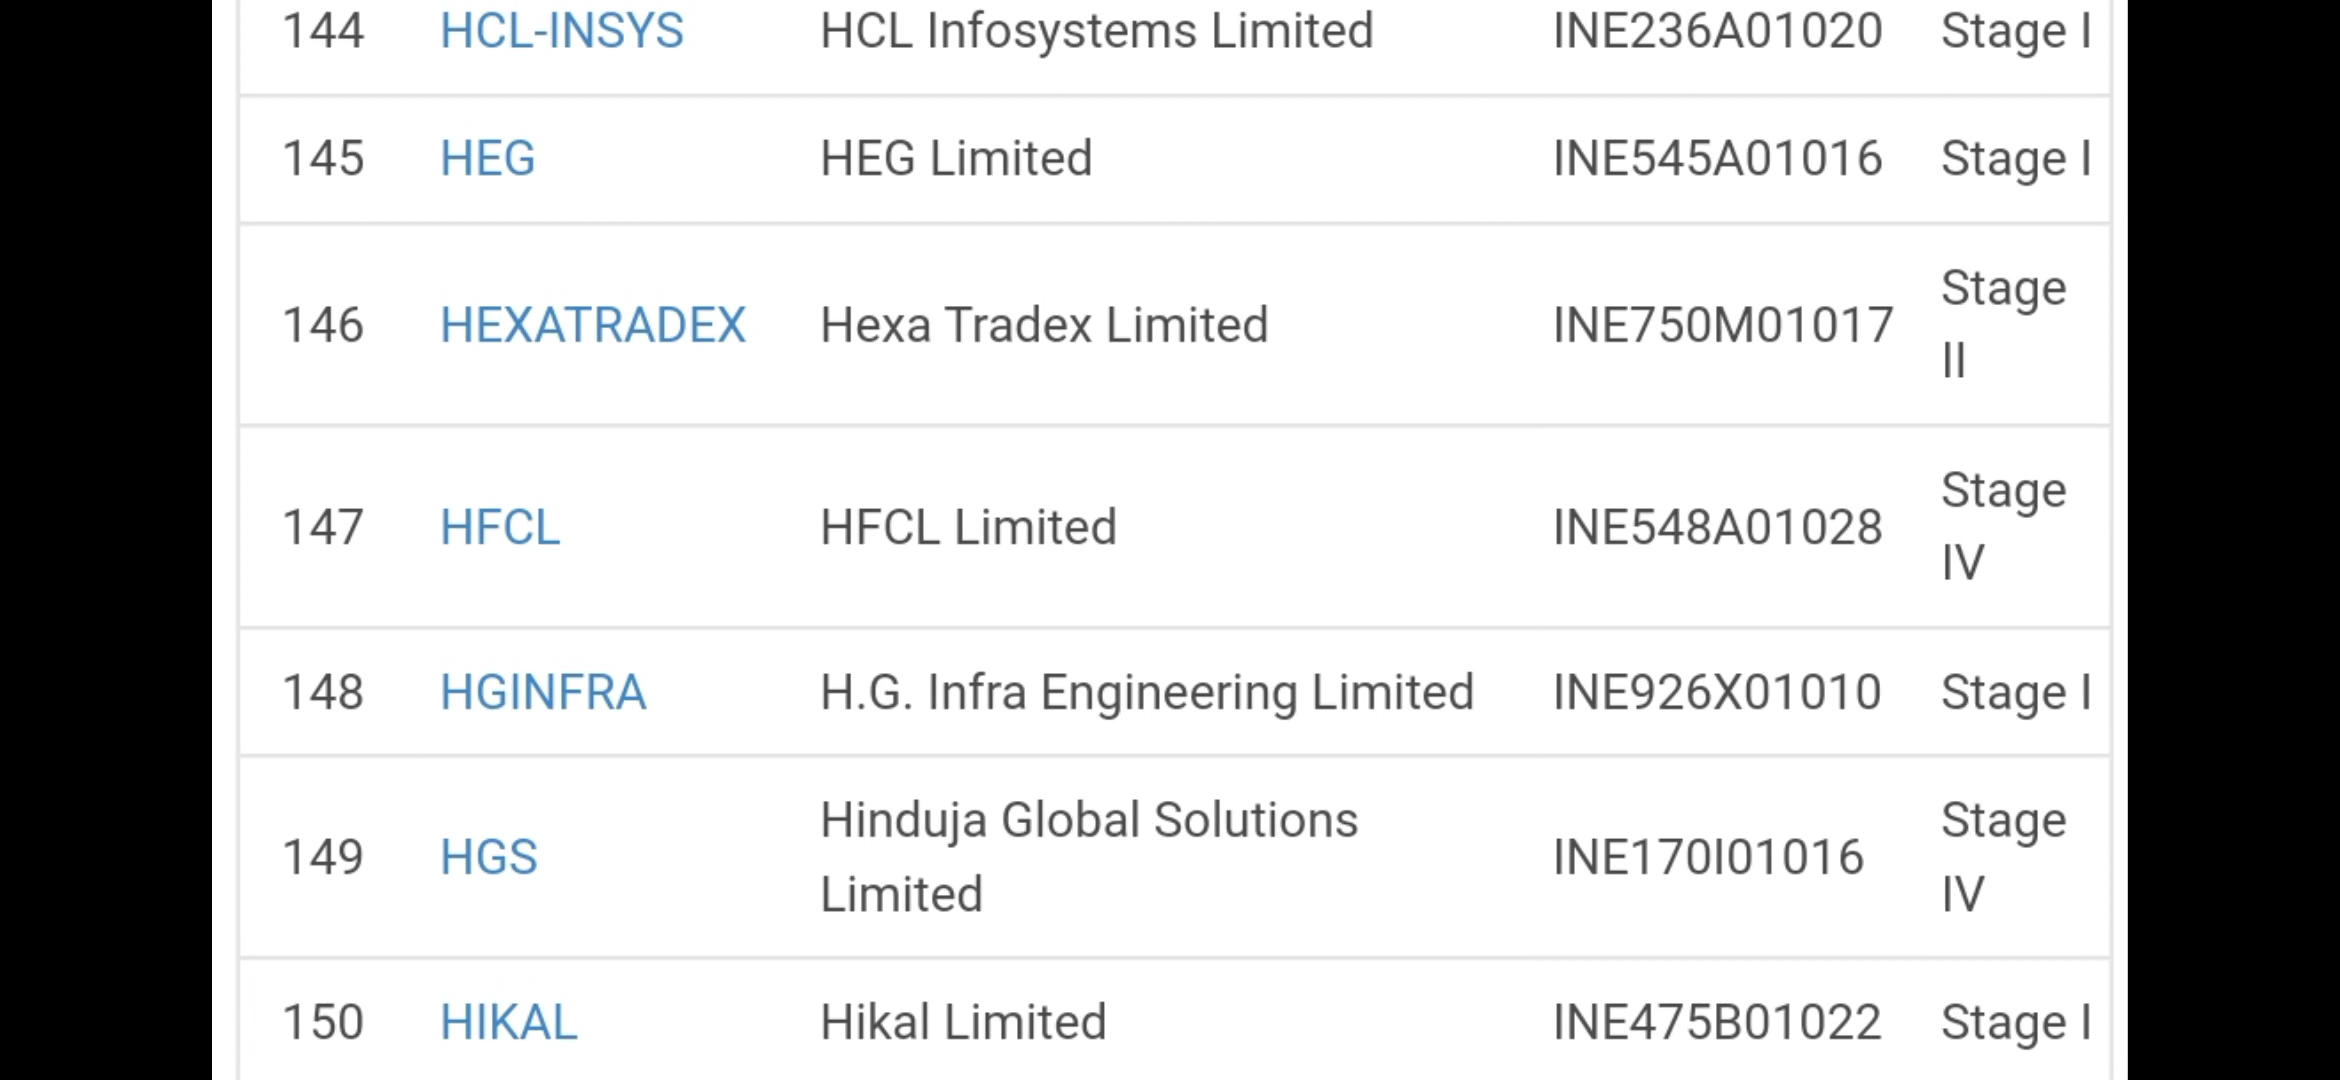 144 HCL-INSYS HCL Infosystems Limited INE236A01020 Stage I
145 HEG HEG Limited INE545A01016 Stage I
146 HEXATRADEX Hexa Tradex Limited INE750M01017 Stage
II
147 HFCL HFCL Limited INE548A01028 Stage
IV
148 HGINFRA H.G. Infra Engineering Limited INE926X01010 Stage I
149 HGS Hinduja Global Solutions
Limited INE170I01016 Stage
IV
150 HIKAL Hikal Limited INE475B01022 Stage I